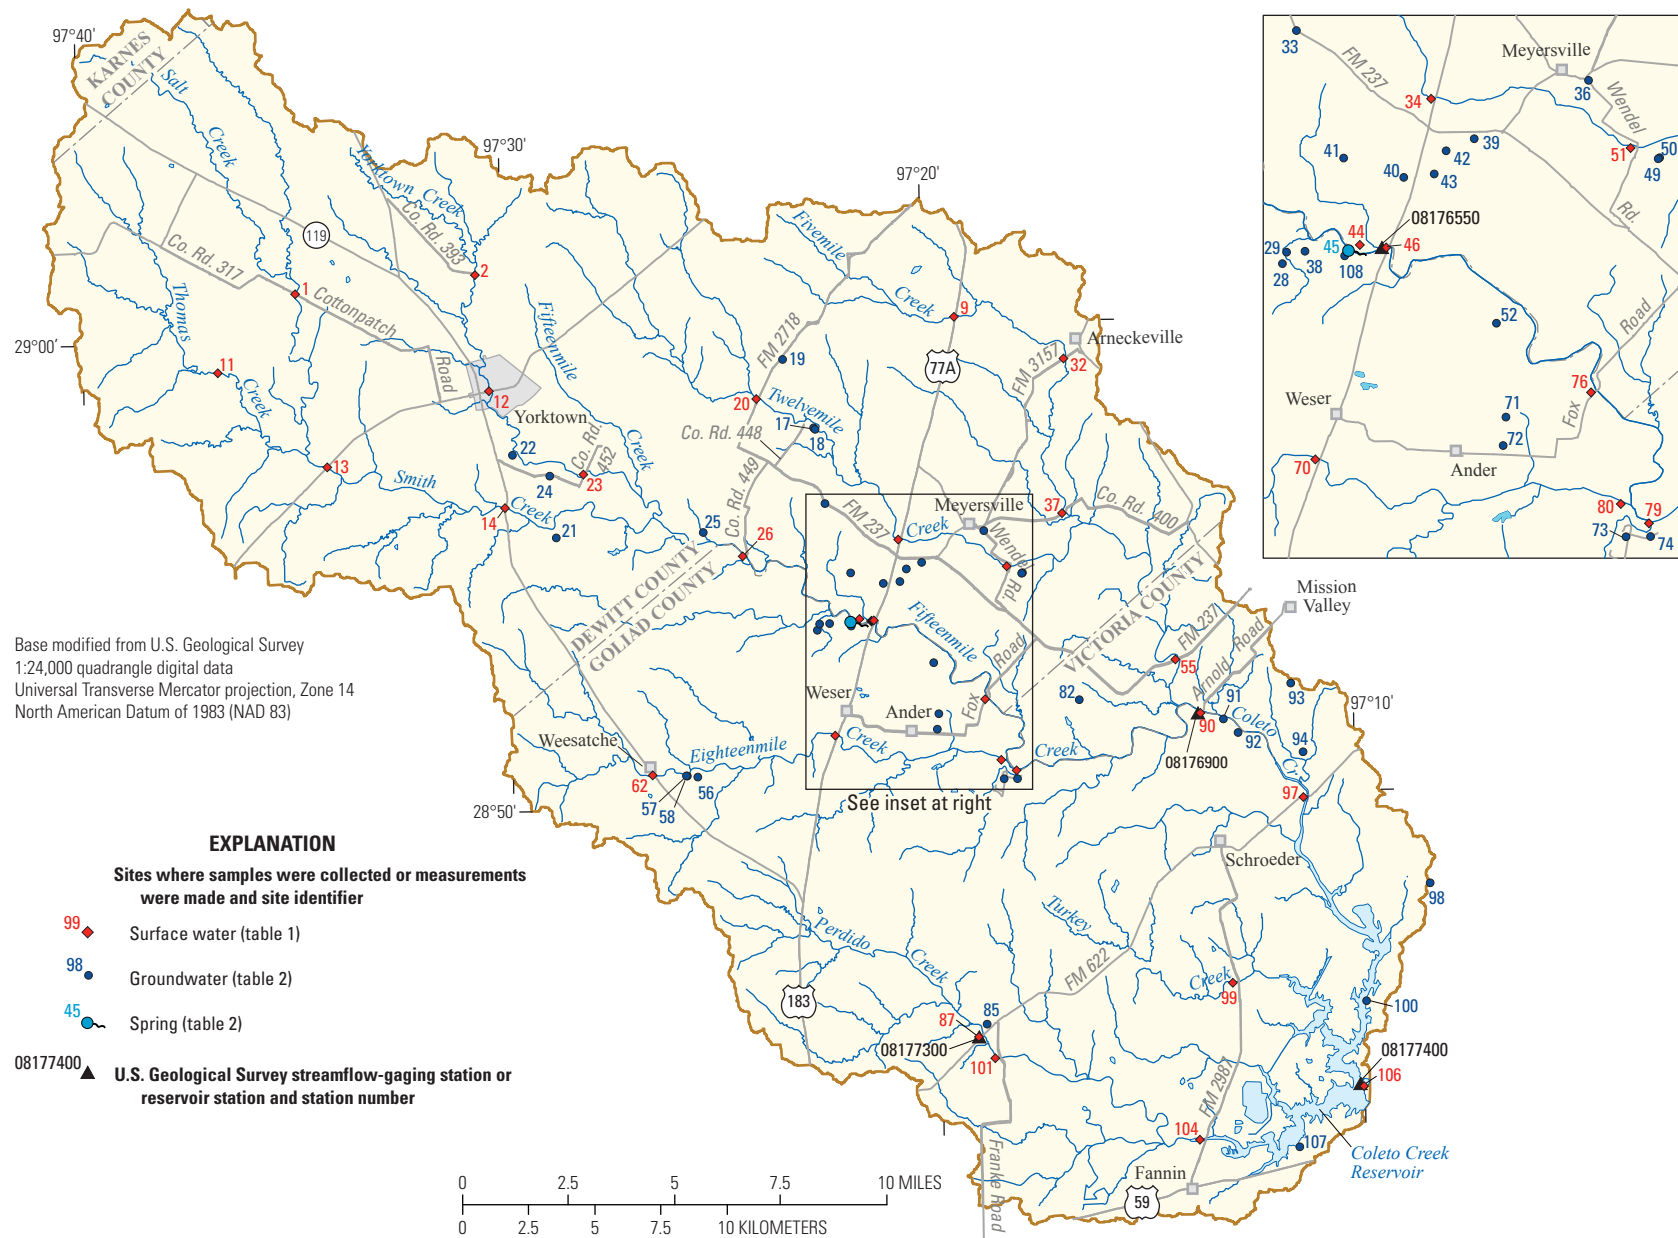 97°40'
KARNES
COUNTY
Salt
Creek
Yorktown Creek
Co. Rd. 393
97°30'
119
Co. Rd. 317
1
Cottonpatch
Road
2
Thomas
Creek
11
29°00'
Fifteenmile
Creek
12
Yorktown
13
Smith
Creek
14
22
24
Co. Rd.
452
23
21
25
26
97°20'
Fivemile
Creek
9
FM 2718
19
77A
FM 3157
Arneckeville
32
20
Twelvemile
17
18
Co. Rd. 448
Co. Rd. 449
FM 237
Creek
Meyersville
37
Co. Rd. 400
Wendel
Rd.
DEWITT COUNTY
GOLIAD COUNTY
VICTORIA COUNTY
Fifteenmile
Road
Fox
Weser
Ander
Creek
Creek
See inset at right
82
FM 237
55
Arnold Road
Mission
Valley
91
90
Coleto
Cr.
92
93
94
97°10'
08176900
97
Weesatche
62
57
58
56
Eighteenmile
28°50'
Schroeder
98
Turkey
Creek
99
Perdido
Creek
FM 622
183
87
85
08177300
101
100
08177400
106
FM 2987
104
107
Coleto Creek
Reservoir
Fannin
59
Franke Road
33
FM 237
Meyersville
36
Wendel
Rd.
34
39
42
41
40
43
51
50
49
08176550
44
45
46
29
28
38
108
52
Road
76
Fox
Weser
71
72
Ander
70
80
79
73
74
Base modified from U.S. Geological Survey
1:24,000 quadrangle digital data
Universal Transverse Mercator projection, Zone 14
North American Datum of 1983 (NAD 83)
EXPLANATION
Sites where samples were collected or measurements
were made and site identifier
99 Surface water (table 1)
98 Groundwater (table 2)
45 Spring (table 2)
08177400 U.S. Geological Survey streamflow-gaging station or
reservoir station and station number
0 2.5 5 7.5 10 MILES
0 2.5 5 7.5 10 KILOMETERS